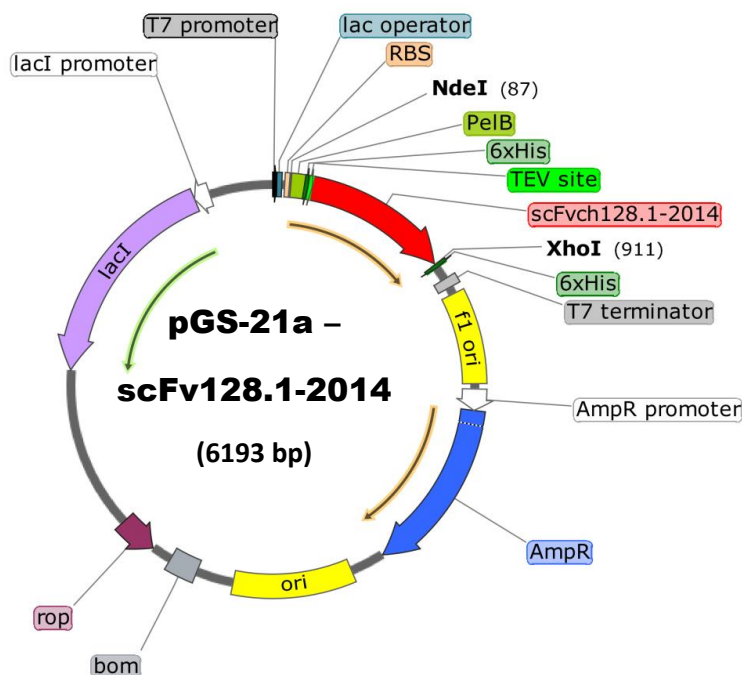 T7 promoter
lac operator
lacI promoter
RBS
NdeI (87)
PelB
6xHis
TEV site
scFvch128.1-2014
XhoI (911)
6xHis
T7 terminator
lacI
f1 ori
pGS-21a –
scFv128.1-2014
(6193 bp)
AmpR promoter
AmpR
ori
rop
bom